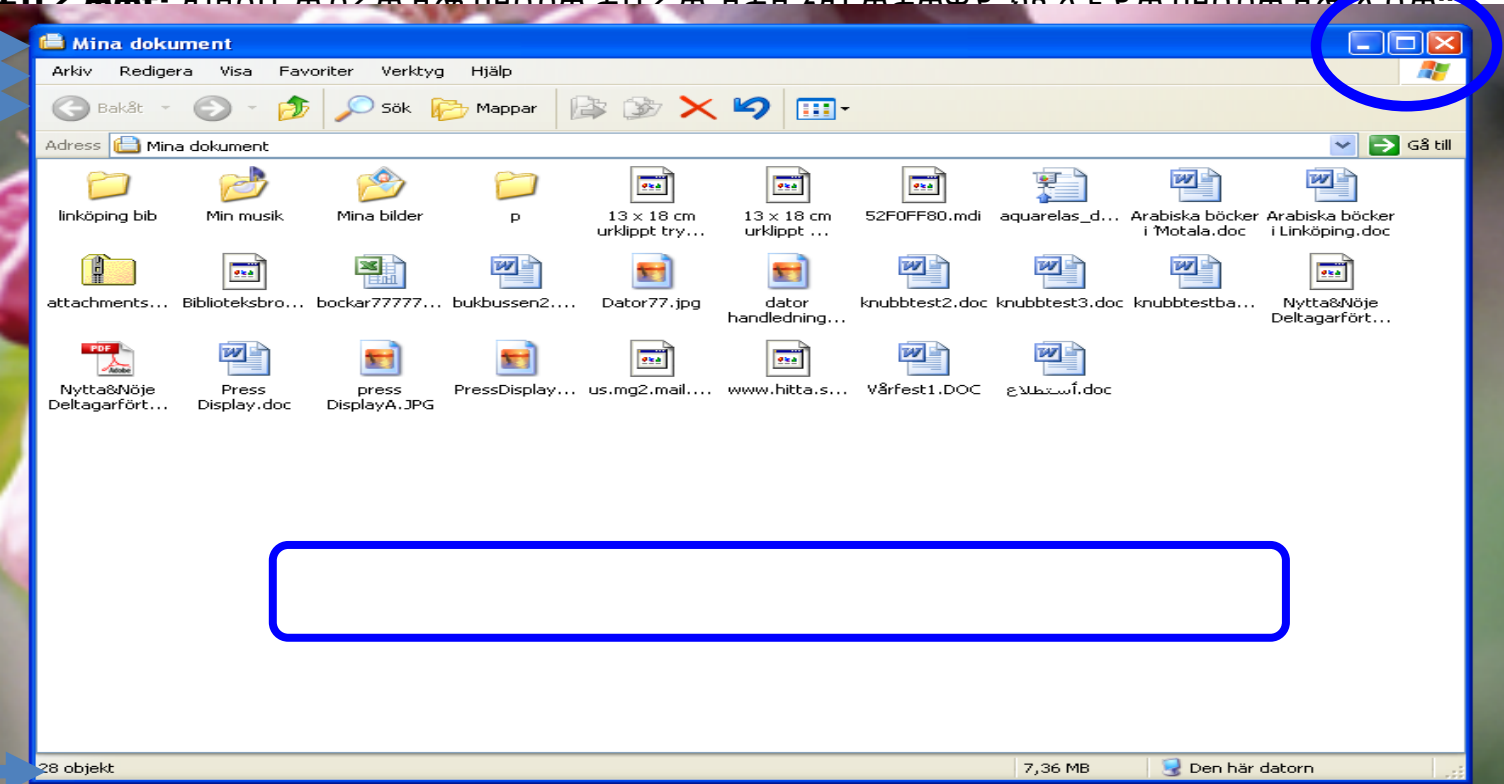 Mina dokument
Arkiv Redigera Visa Favoriter Verktyg Hjälp
Bakåt Sök Mappar
Adress Mina dokument Gå till
linköping bib Min musik Mina bilder p 13 x 18 cm 13 x 18 cm 52F0FF80.mdi aquarelas_d... Arabiska böcker Arabiska böcker
urklippt try... urklippt ... i Motala.doc i Linköping.doc
attachments... Biblioteksbro... bockar77777... bukbussen2.... Dator77.jpg dator knubbtest2.doc knubbtest3.doc knubbtestba... Nytta&Nöje
handledning... Deltagarfört...
PDF
Adobe
Nytta&Nöje Press press PressDisplay... us.mg2.mail.... www.hitta.s... Vårfest1.DOC أستطلاع.doc
Deltagarfört... Display.doc DisplayA.JPG
28 objekt 7,36 MB Den här datorn